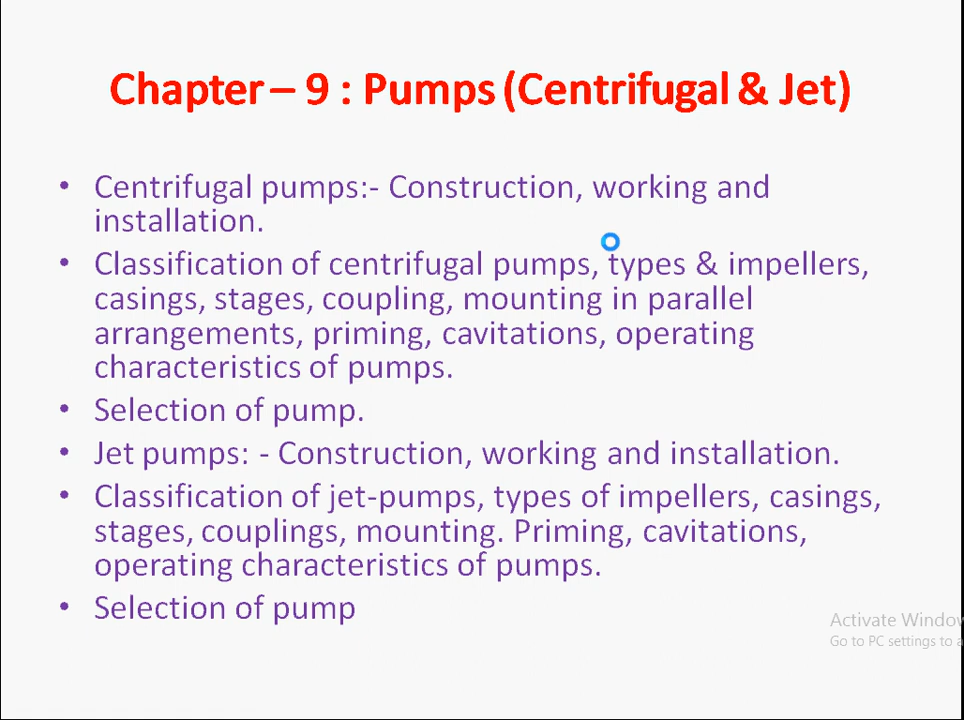 Chapter – 9 : Pumps (Centrifugal & Jet)
• Centrifugal pumps:- Construction, working and
installation.
• Classification of centrifugal pumps, types & impellers,
casings, stages, coupling, mounting in parallel
arrangements, priming, cavitations, operating
characteristics of pumps.
• Selection of pump.
• Jet pumps: - Construction, working and installation.
• Classification of jet-pumps, types of impellers, casings,
stages, couplings, mounting. Priming, cavitations,
operating characteristics of pumps.
• Selection of pump
Activate Window
Go to PC settings to a